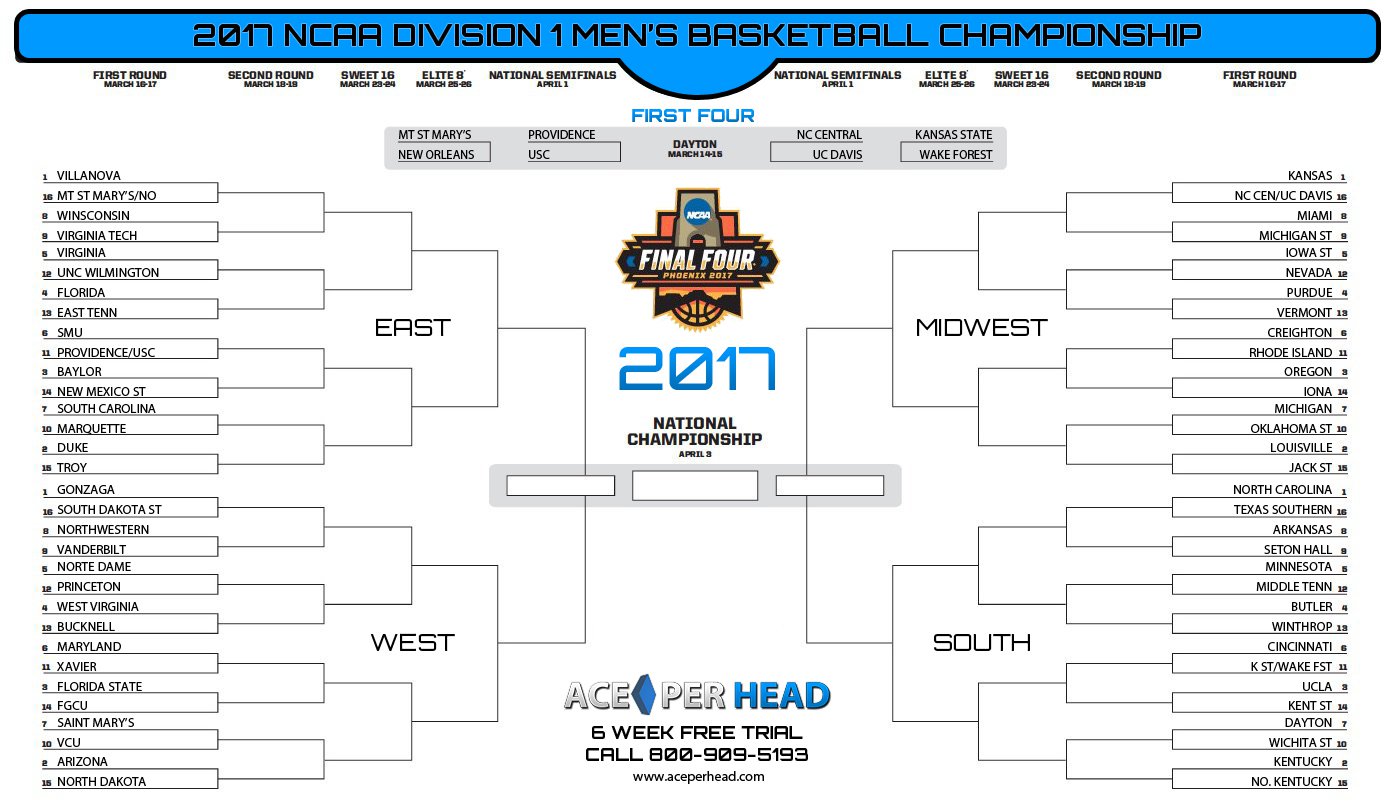 2017 NCAA DIVISION 1 MEN'S BASKETBALL CHAMPIONSHIP
FIRST ROUND
MARCH 16-17
SECOND ROUND
MARCH 18-19
SWEET 16
MARCH 23-24
ELITE 8
MARCH 25-26
NATIONAL SEMIFINALS
APRIL 1
NATIONAL SEMIFINALS
APRIL 1
ELITE 8
MARCH 25-26
SWEET 16
MARCH 23-24
SECOND ROUND
MARCH 18-19
FIRST ROUND
MARCH 16-17
FIRST FOUR
MT ST MARY'S
NEW ORLEANS
PROVIDENCE
USC
DAYTON
MARCH 14-15
NC CENTRAL
UC DAVIS
KANSAS STATE
WAKE FOREST
1 VILLANOVA
16 MT ST MARY'S/NO
8 WINSCONSIN
9 VIRGINIA TECH
5 VIRGINIA
12 UNC WILMINGTON
4 FLORIDA
13 EAST TENN
6 SMU
11 PROVIDENCE/USC
3 BAYLOR
14 NEW MEXICO ST
7 SOUTH CAROLINA
10 MARQUETTE
2 DUKE
15 TROY
EAST
1 GONZAGA
16 SOUTH DAKOTA ST
8 NORTHWESTERN
9 VANDERBILT
5 NORTE DAME
12 PRINCETON
4 WEST VIRGINIA
13 BUCKNELL
6 MARYLAND
11 XAVIER
3 FLORIDA STATE
14 FGCU
7 SAINT MARY'S
10 VCU
2 ARIZONA
15 NORTH DAKOTA
WEST
NCAA
FINAL FOUR
PHOENIX 2017
2017
NATIONAL
CHAMPIONSHIP
APRIL 3
KANSAS 1
NC CEN/UC DAVIS 16
MIAMI 8
MICHIGAN ST 9
IOWA ST 5
NEVADA 12
PURDUE 4
VERMONT 13
CREIGHTON 6
RHODE ISLAND 11
OREGON 3
IONA 14
MICHIGAN 7
OKLAHOMA ST 10
LOUISVILLE 2
JACK ST 15
MIDWEST
NORTH CAROLINA 1
TEXAS SOUTHERN 16
ARKANSAS 8
SETON HALL 9
MINNESOTA 5
MIDDLE TENN 12
BUTLER 4
WINTHROP 13
CINCINNATI 6
K ST/WAKE FST 11
UCLA 3
KENT ST 14
DAYTON 7
WICHITA ST 10
KENTUCKY 2
NO. KENTUCKY 15
SOUTH
ACE PER HEAD
6 WEEK FREE TRIAL
CALL 800-909-5193
www.aceperhead.com